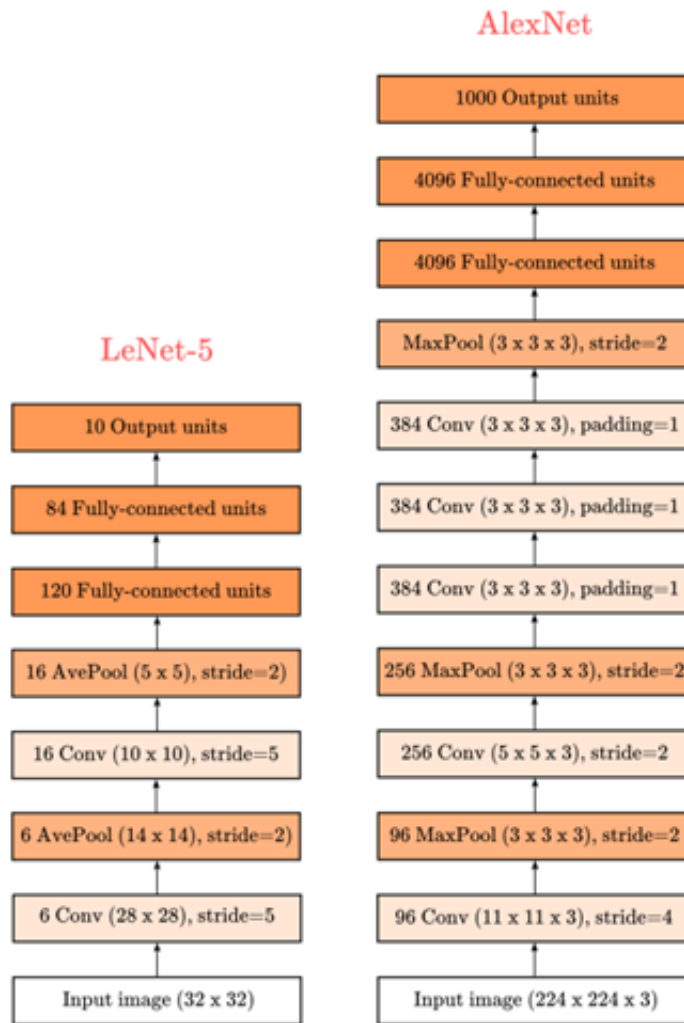 LeNet-5
10 Output units
84 Fully-connected units
120 Fully-connected units
16 AvePool (5 x 5), stride=2)
16 Conv (10 x 10), stride=5
6 AvePool (14 x 14), stride=2)
6 Conv (28 x 28), stride=5
Input image (32 x 32)
AlexNet
1000 Output units
4096 Fully-connected units
4096 Fully-connected units
MaxPool (3 x 3 x 3), stride=2
384 Conv (3 x 3 x 3), padding=1
384 Conv (3 x 3 x 3), padding=1
384 Conv (3 x 3 x 3), padding=1
256 MaxPool (3 x 3 x 3), stride=2
256 Conv (5 x 5 x 3), stride=2
96 MaxPool (3 x 3 x 3), stride=2
96 Conv (11 x 11 x 3), stride=4
Input image (224 x 224 x 3)